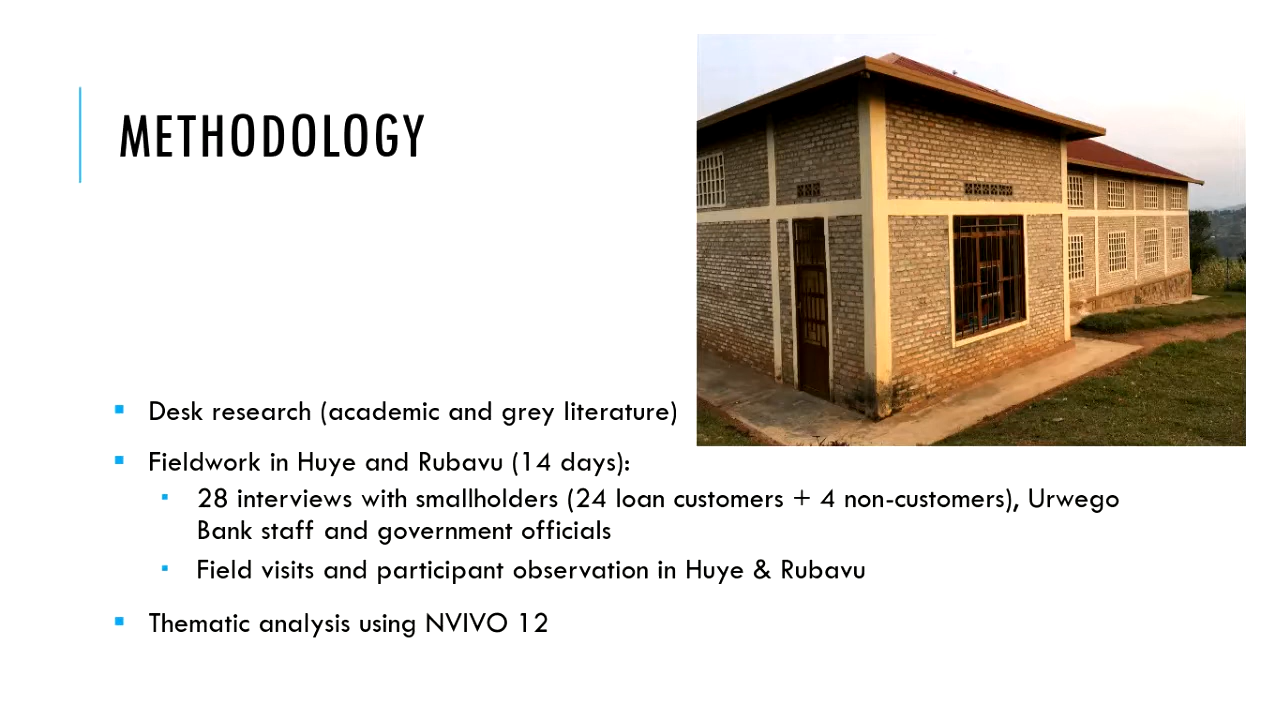 METHODOLOGY
▪ Desk research (academic and grey literature)
▪ Fieldwork in Huye and Rubavu (14 days):
▪ 28 interviews with smallholders (24 loan customers + 4 non-customers), Urwego
Bank staff and government officials
▪ Field visits and participant observation in Huye & Rubavu
▪ Thematic analysis using NVIVO 12